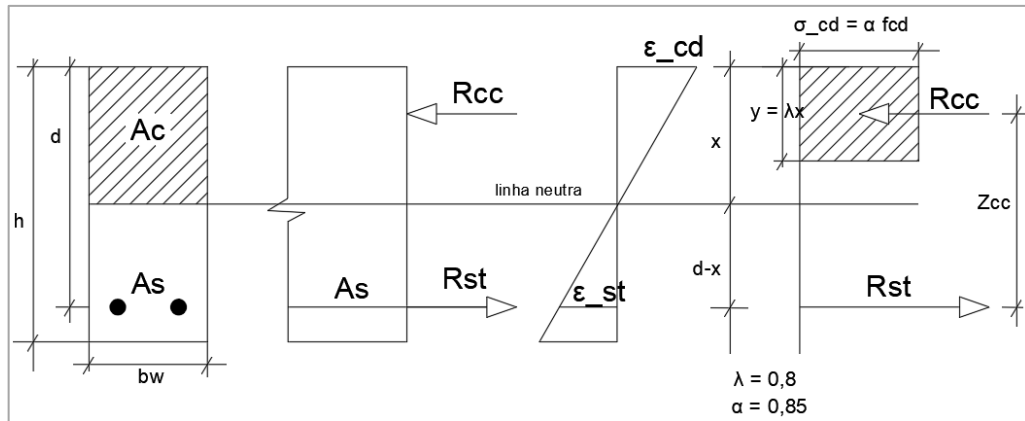 σ_cd = α fcd
ε_cd
Rcc
Rcc
Ac
d
x
y = λx
linha neutra
h
Zcc
d-x
As
As
Rst
ε_st
Rst
bw
λ = 0,8
α = 0,85